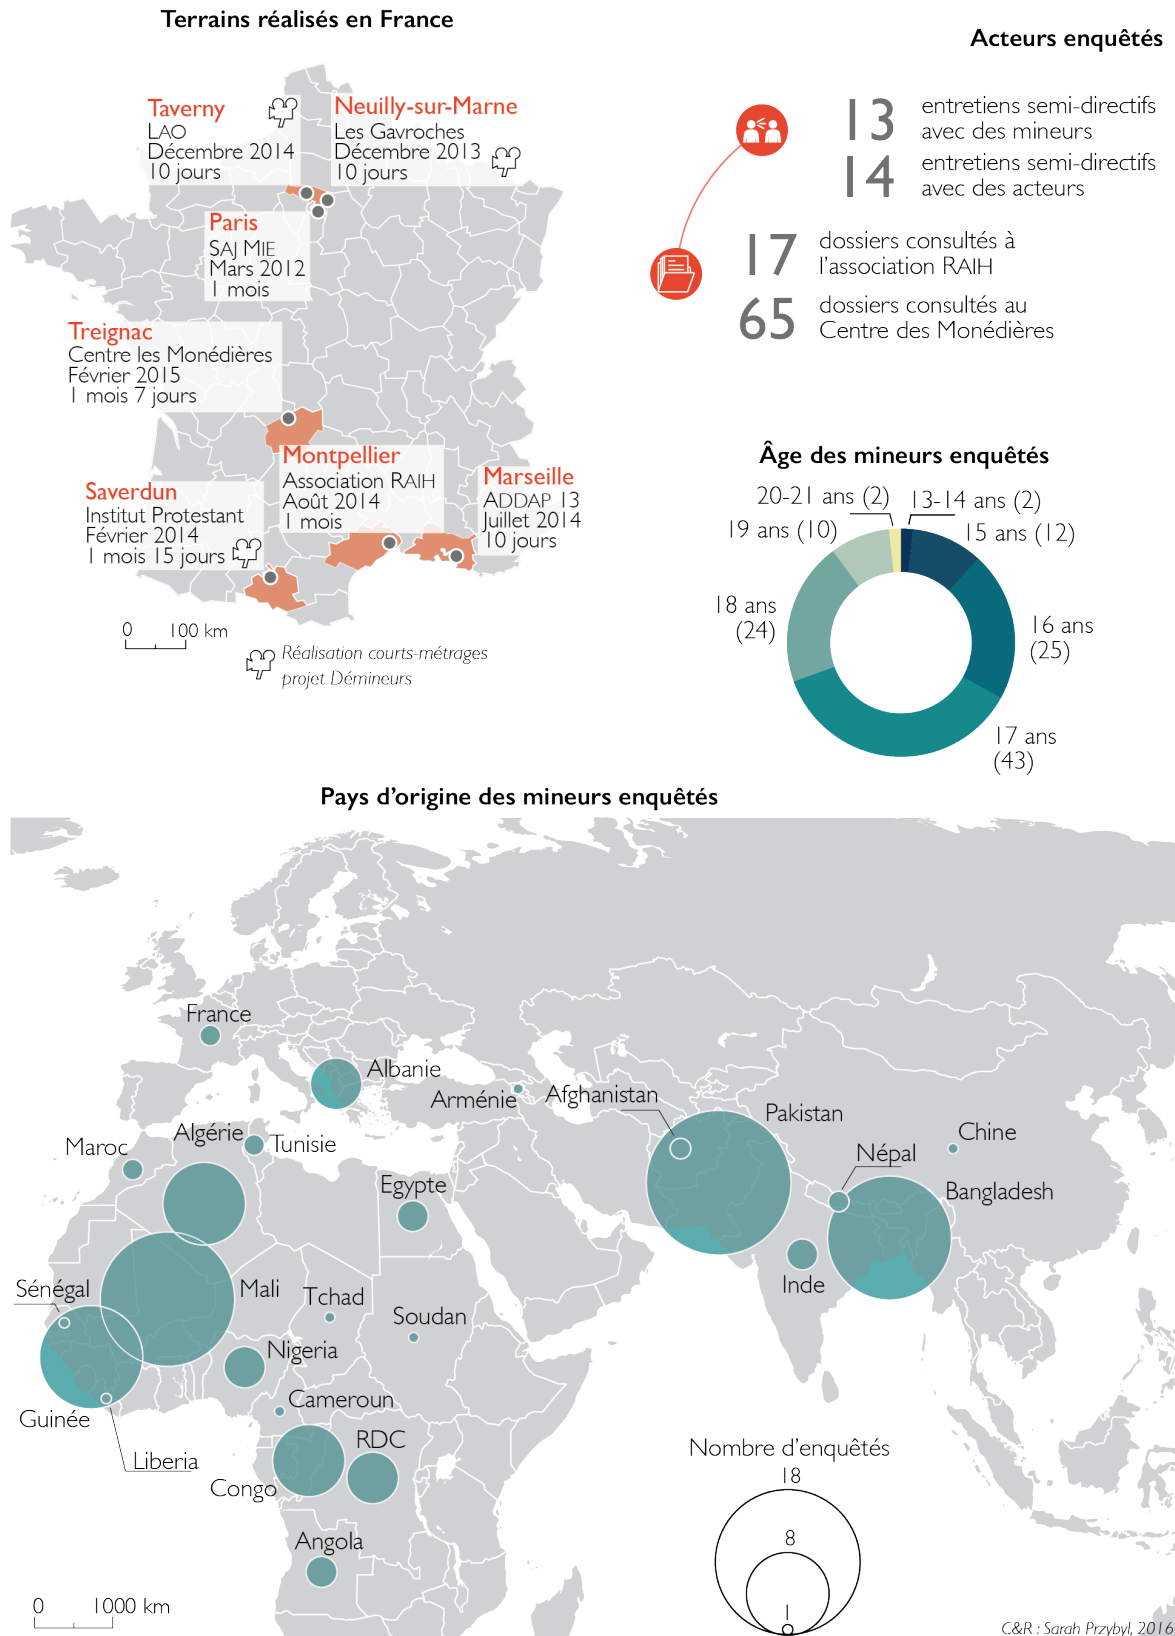 Terrains réalisés en France
Taverny
LAO
Décembre 2014
10 jours
Neuilly-sur-Marne
Les Gavroches
Décembre 2013
10 jours
Paris
SAJ MIE
Mars 2012
1 mois
Treignac
Centre les Monédières
Février 2015
1 mois 7 jours
Montpellier
Association RAIH
Août 2014
1 mois
Marseille
ADDAP 13
Juillet 2014
10 jours
Saverdun
Institut Protestant
Février 2014
1 mois 15 jours
0 100 km
Réalisation courts-métrages
projet Démineurs
Acteurs enquêtés
13 entretiens semi-directifs
avec des mineurs
14 entretiens semi-directifs
avec des acteurs
17 dossiers consultés à
l'association RAIH
65 dossiers consultés au
Centre des Monédières
Âge des mineurs enquêtés
20-21 ans (2)
13-14 ans (2)
19 ans (10)
15 ans (12)
18 ans
(24)
16 ans
(25)
17 ans
(43)
Pays d'origine des mineurs enquêtés
France
Albanie
Arménie
Afghanistan
Pakistan
Chine
Népal
Bangladesh
Inde
Maroc
Algérie
Tunisie
Egypte
Sénégal
Mali
Tchad
Soudan
Nigeria
Guinée
Liberia
Cameroun
RDC
Congo
Angola
Nombre d'enquêtés
18
8
1
0 1000 km
C&R : Sarah Przybyl, 2016